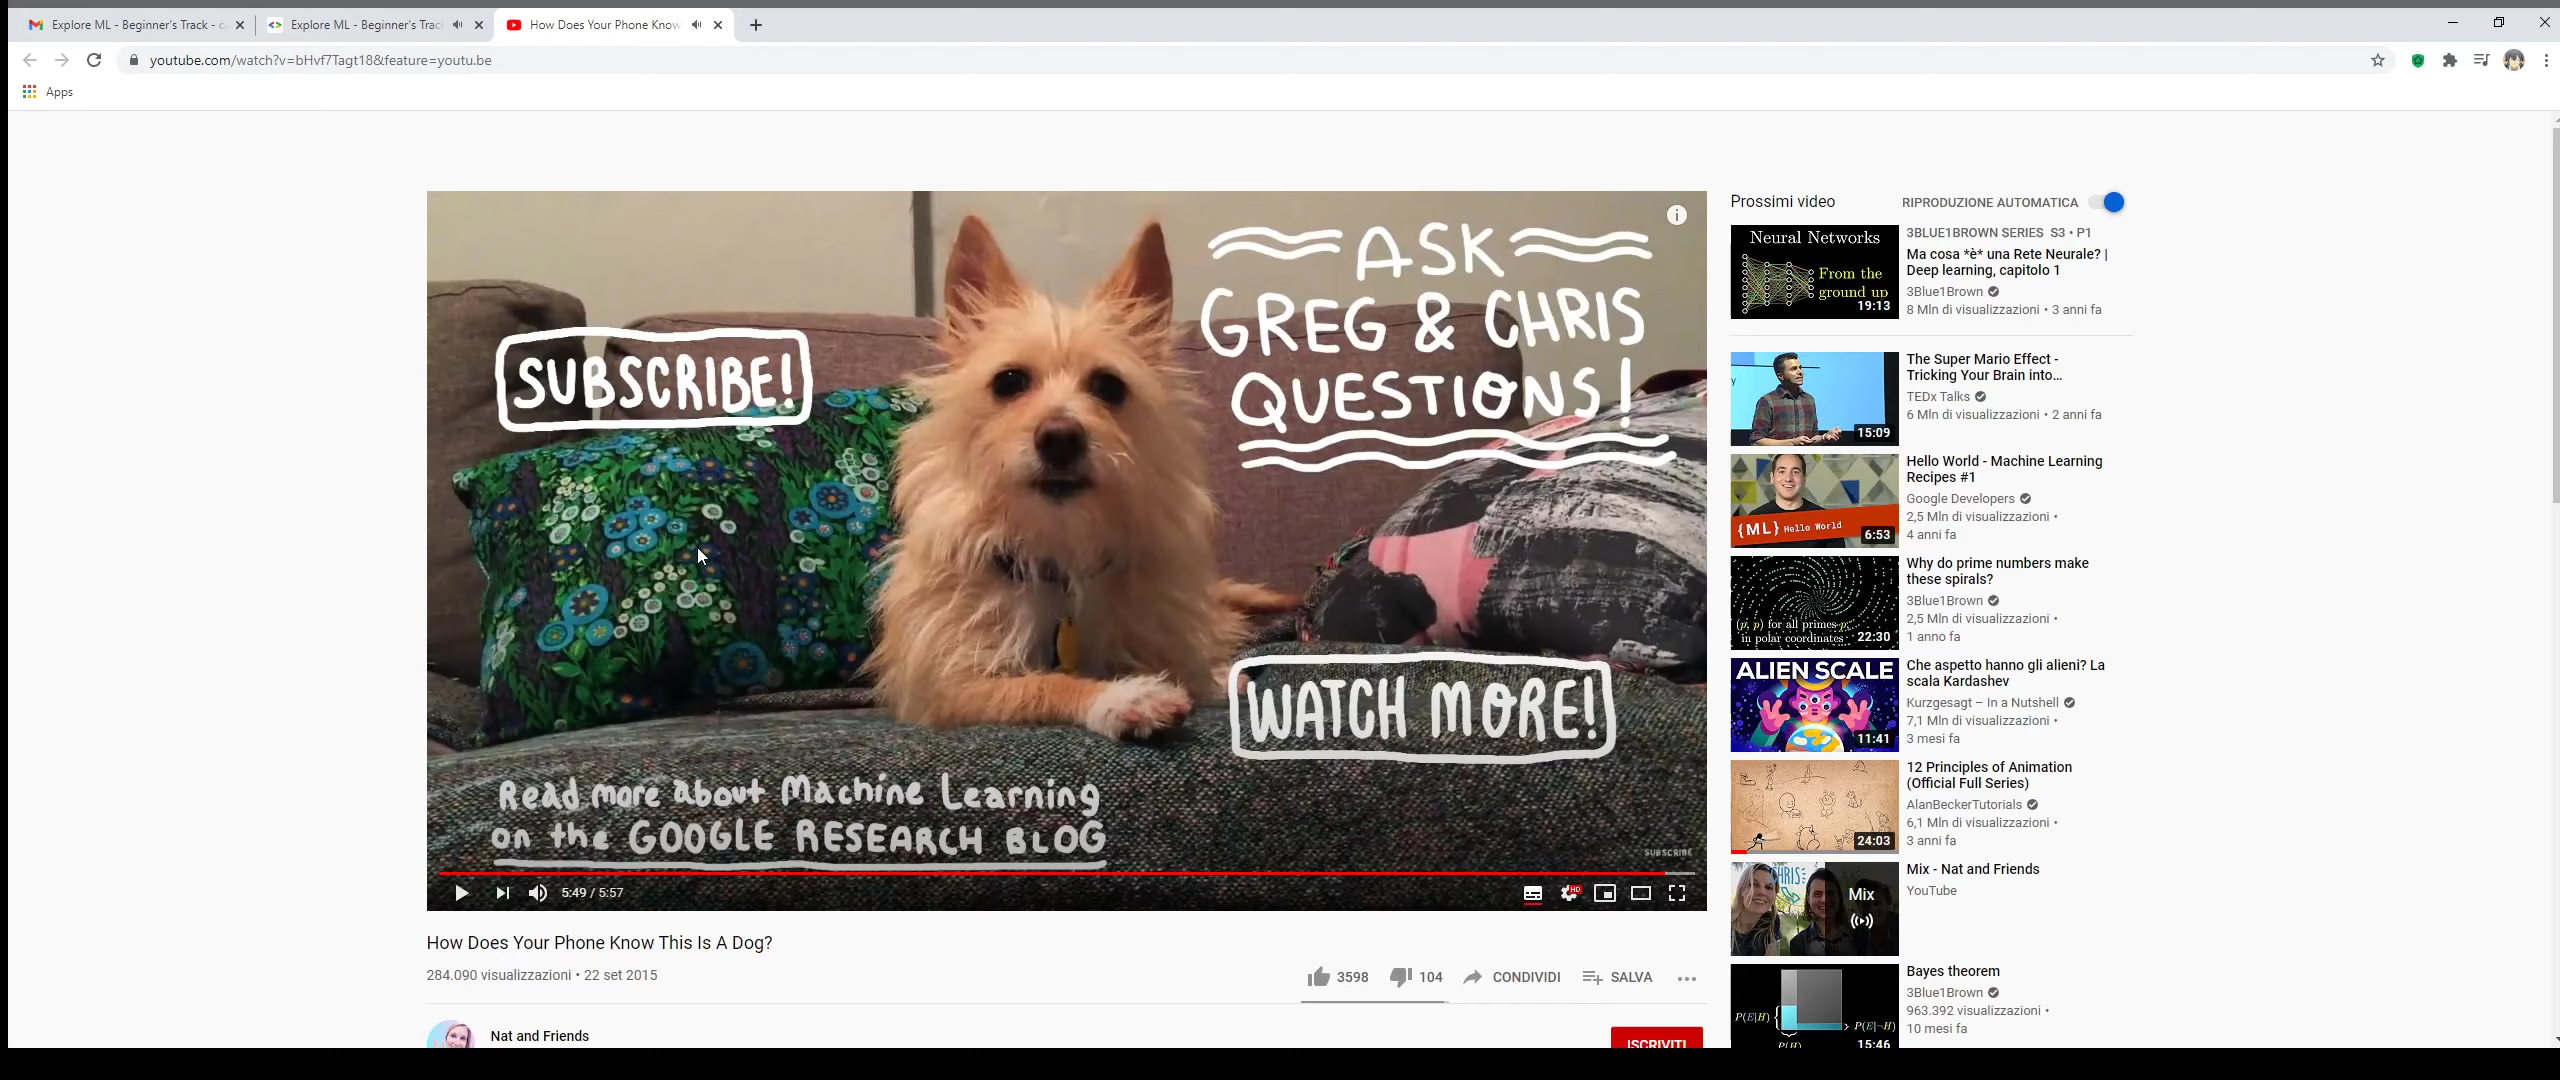 Explore ML - Beginner's Track - c
Explore ML - Beginner's Trac
How Does Your Phone Know
youtube.com/watch?v=bHvf7Tagt18&feature=youtu.be
Apps
SUBSCRIBE!
ASK
GREG & CHRIS
QUESTIONS!
WATCH MORE!
Read more about Machine Learning
on the GOOGLE RESEARCH BLOG
SUBSCRIBE
5:49 / 5:57
HD
How Does Your Phone Know This Is A Dog?
284.090 visualizzazioni • 22 set 2015
3598
104
CONDIVIDI
SALVA
Nat and Friends
ISCRIVITI
Prossimi video
RIPRODUZIONE AUTOMATICA
Neural Networks
From the
ground up
19:13
3BLUE1BROWN SERIES S3 • P1
Ma cosa *è* una Rete Neurale? |
Deep learning, capitolo 1
3Blue1Brown
8 Mln di visualizzazioni • 3 anni fa
15:09
The Super Mario Effect -
Tricking Your Brain into...
TEDx Talks
6 Mln di visualizzazioni • 2 anni fa
{ML} Hello World
6:53
Hello World - Machine Learning
Recipes #1
Google Developers
2,5 Mln di visualizzazioni •
4 anni fa
(p, p) for all primes p,
in polar coordinates
22:30
Why do prime numbers make
these spirals?
3Blue1Brown
2,5 Mln di visualizzazioni •
1 anno fa
ALIEN SCALE
11:41
Che aspetto hanno gli alieni? La
scala Kardashev
Kurzgesagt – In a Nutshell
7,1 Mln di visualizzazioni •
3 mesi fa
24:03
12 Principles of Animation
(Official Full Series)
AlanBeckerTutorials
6,1 Mln di visualizzazioni •
3 anni fa
CHRIS
Mix
Mix - Nat and Friends
YouTube
P(E|H)
P(E|¬H)
P(H)
15:46
Bayes theorem
3Blue1Brown
963.392 visualizzazioni •
10 mesi fa